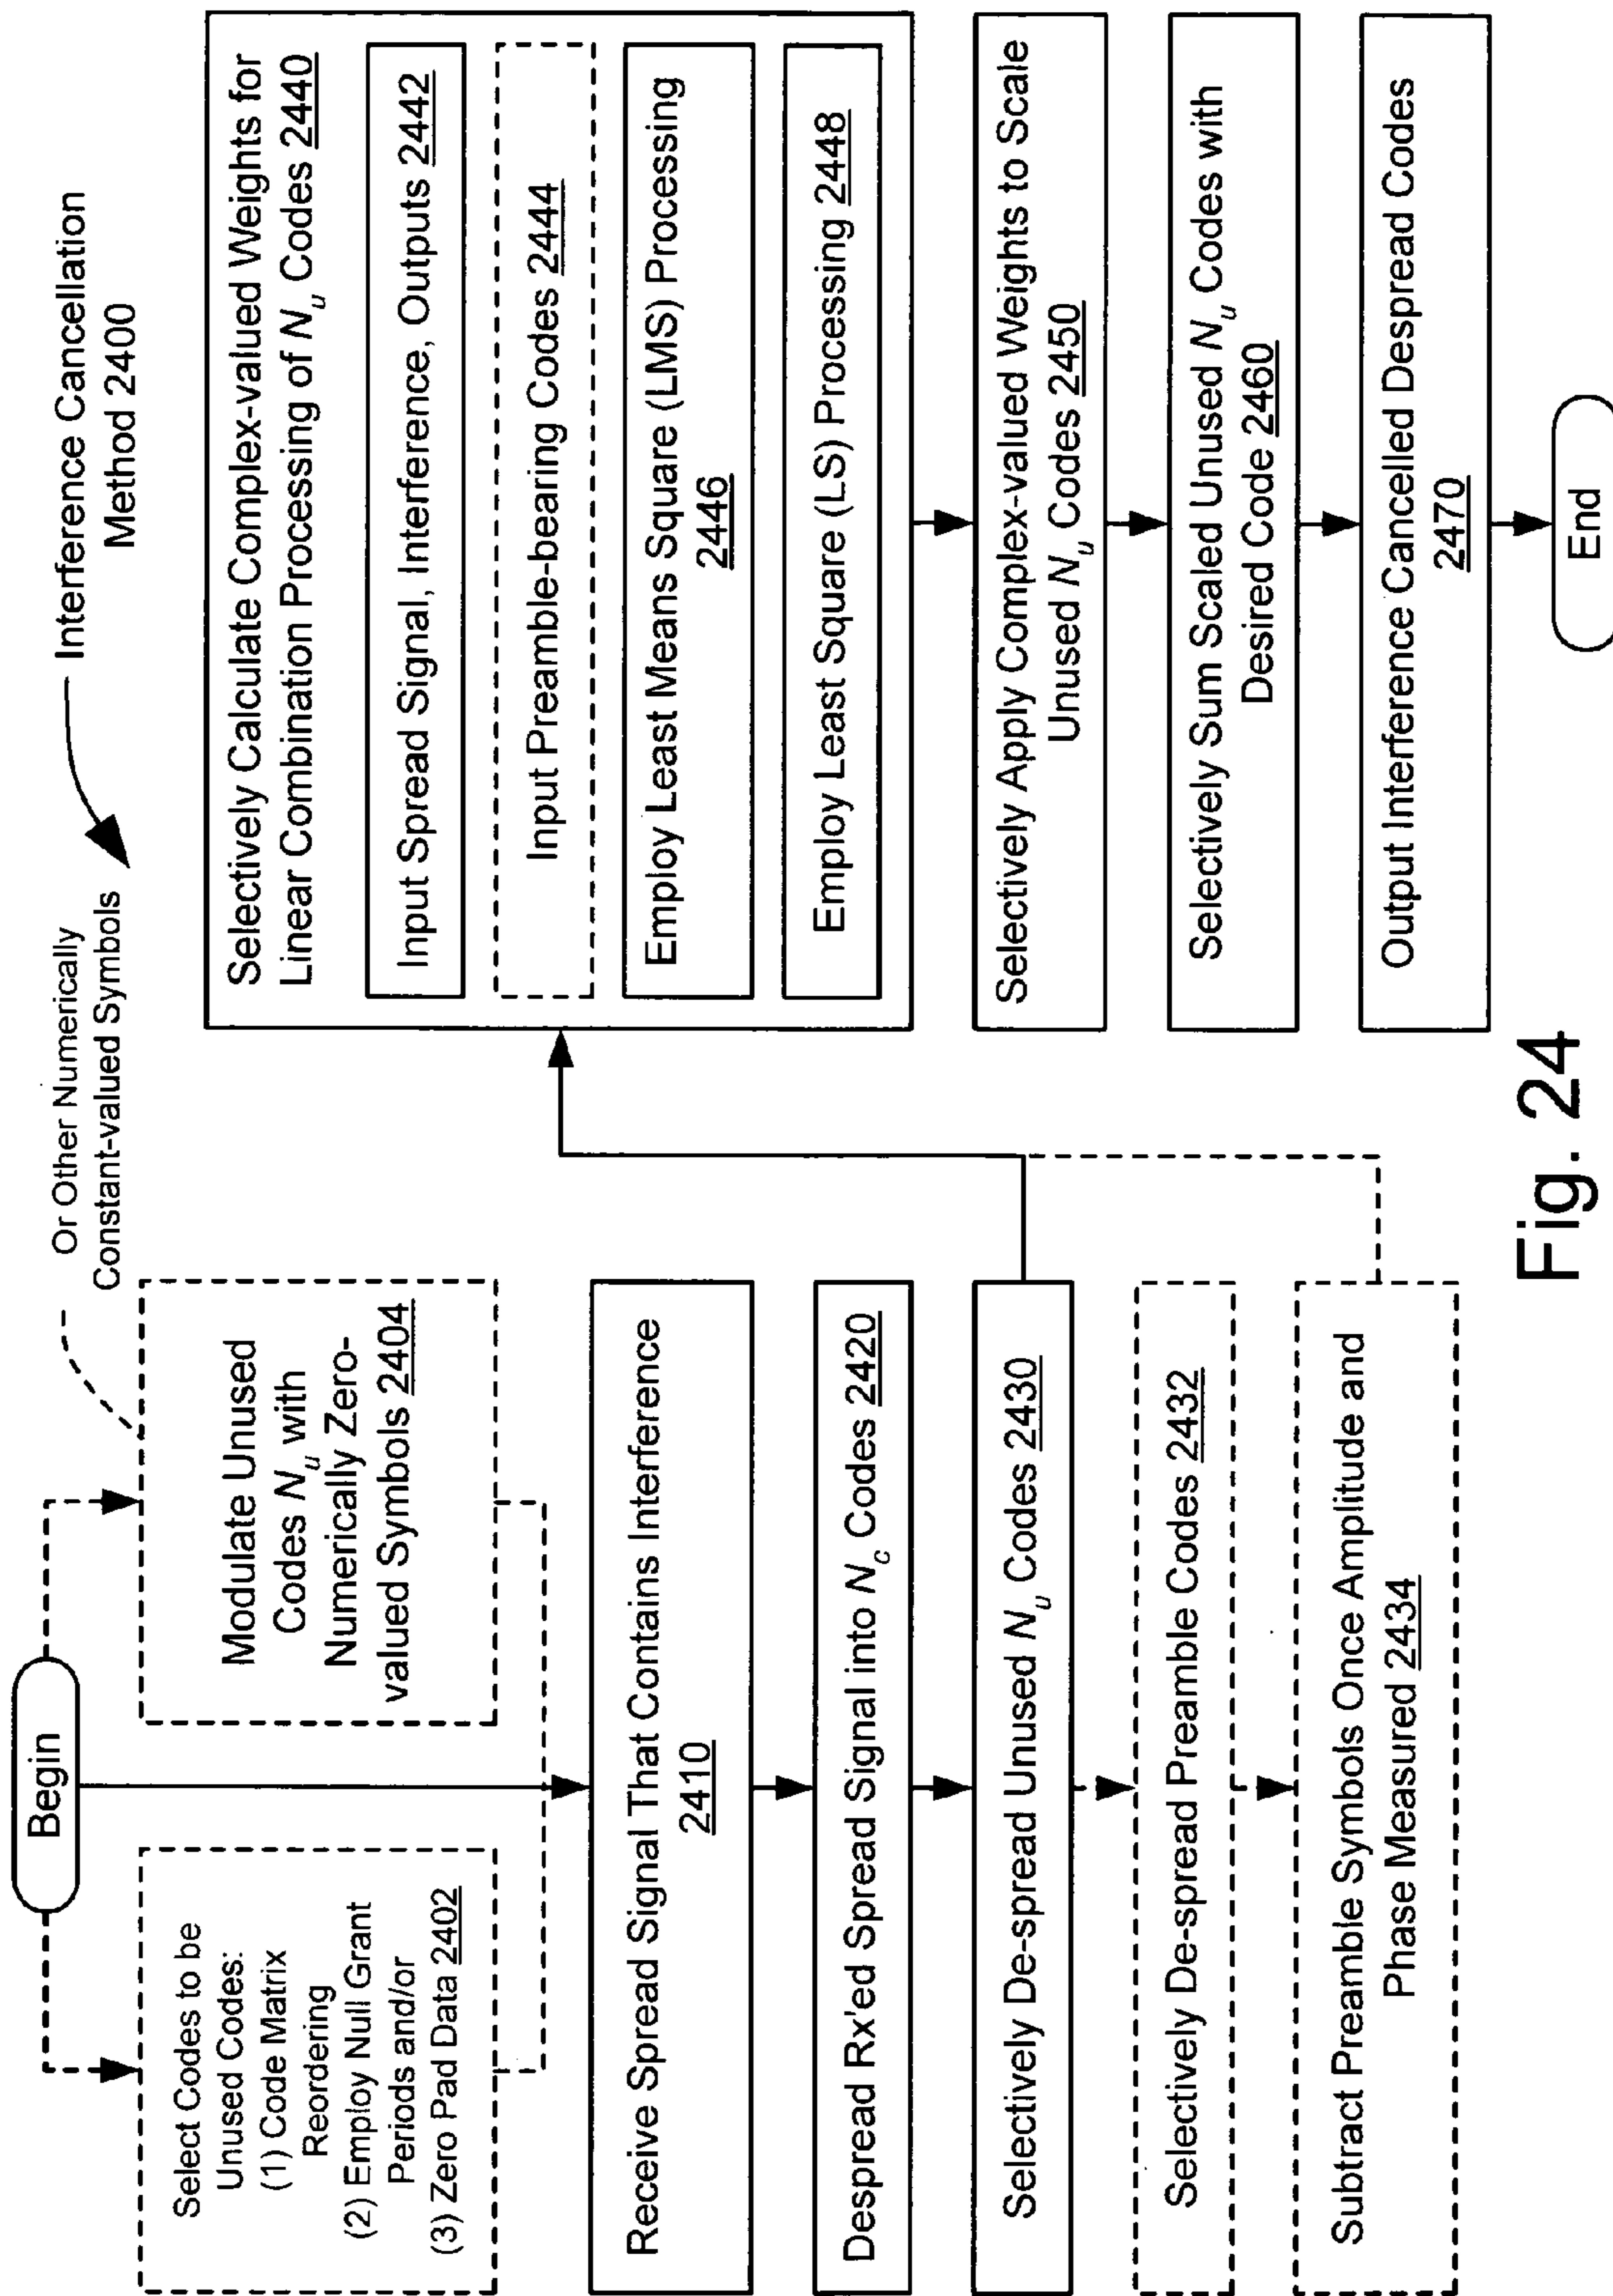 Interference Cancellation
Method 2400
Begin
Select Codes to be
Unused Codes:
(1) Code Matrix
Reordering
(2) Employ Null Grant
Periods and/or
(3) Zero Pad Data 2402
Modulate Unused
Codes Nu with
Numerically Zero-
valued Symbols 2404
Or Other Numerically
Constant-valued Symbols
Receive Spread Signal That Contains Interference
2410
Despread Rx'ed Spread Signal into Nc Codes 2420
Selectively De-spread Unused Nu Codes 2430
Selectively De-spread Preamble Codes 2432
Subtract Preamble Symbols Once Amplitude and
Phase Measured 2434
Selectively Calculate Complex-valued Weights for
Linear Combination Processing of Nu Codes 2440
Input Spread Signal, Interference, Outputs 2442
Input Preamble-bearing Codes 2444
Employ Least Means Square (LMS) Processing
2446
Employ Least Square (LS) Processing 2448
Selectively Apply Complex-valued Weights to Scale
Unused Nu Codes 2450
Selectively Sum Scaled Unused Nu Codes with
Desired Code 2460
Output Interference Cancelled Despread Codes
2470
End
Fig. 24